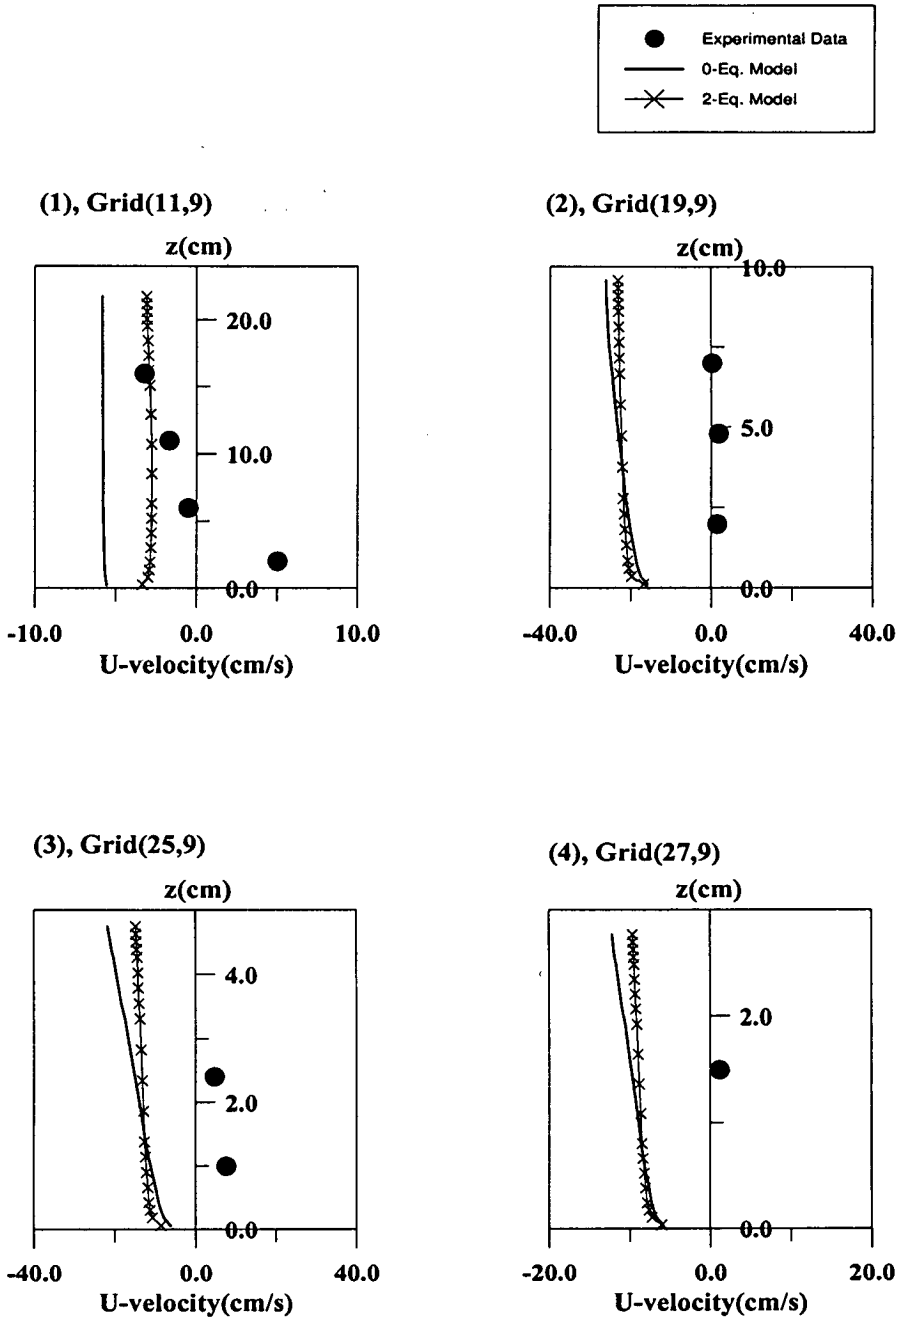 Experimental Data
0-Eq. Model
2-Eq. Model
(1), Grid(11,9)
z(cm)
20.0
10.0
0.0
-10.0 0.0 10.0
U-velocity(cm/s)
(2), Grid(19,9)
z(cm)
10.0
5.0
0.0
-40.0 0.0 40.0
U-velocity(cm/s)
(3), Grid(25,9)
z(cm)
4.0
2.0
0.0
-40.0 0.0 40.0
U-velocity(cm/s)
(4), Grid(27,9)
z(cm)
2.0
0.0
-20.0 0.0 20.0
U-velocity(cm/s)